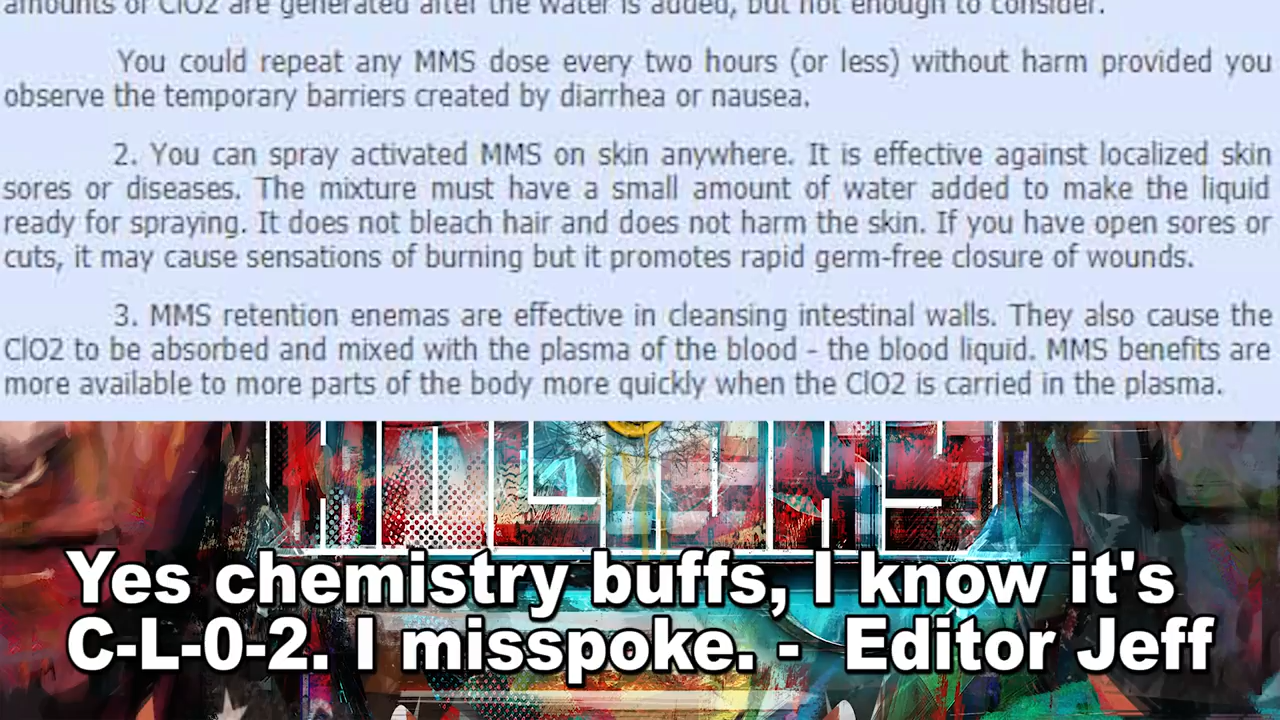 amounts of ClO2 are generated after the water is added, but not enough to consider.
You could repeat any MMS dose every two hours (or less) without harm provided you
observe the temporary barriers created by diarrhea or nausea.
2. You can spray activated MMS on skin anywhere. It is effective against localized skin
sores or diseases. The mixture must have a small amount of water added to make the liquid
ready for spraying. It does not bleach hair and does not harm the skin. If you have open sores or
cuts, it may cause sensations of burning but it promotes rapid germ-free closure of wounds.
3. MMS retention enemas are effective in cleansing intestinal walls. They also cause the
ClO2 to be absorbed and mixed with the plasma of the blood - the blood liquid. MMS benefits are
more available to more parts of the body more quickly when the ClO2 is carried in the plasma.
Yes chemistry buffs, I know it's
C-L-0-2. I misspoke. - Editor Jeff